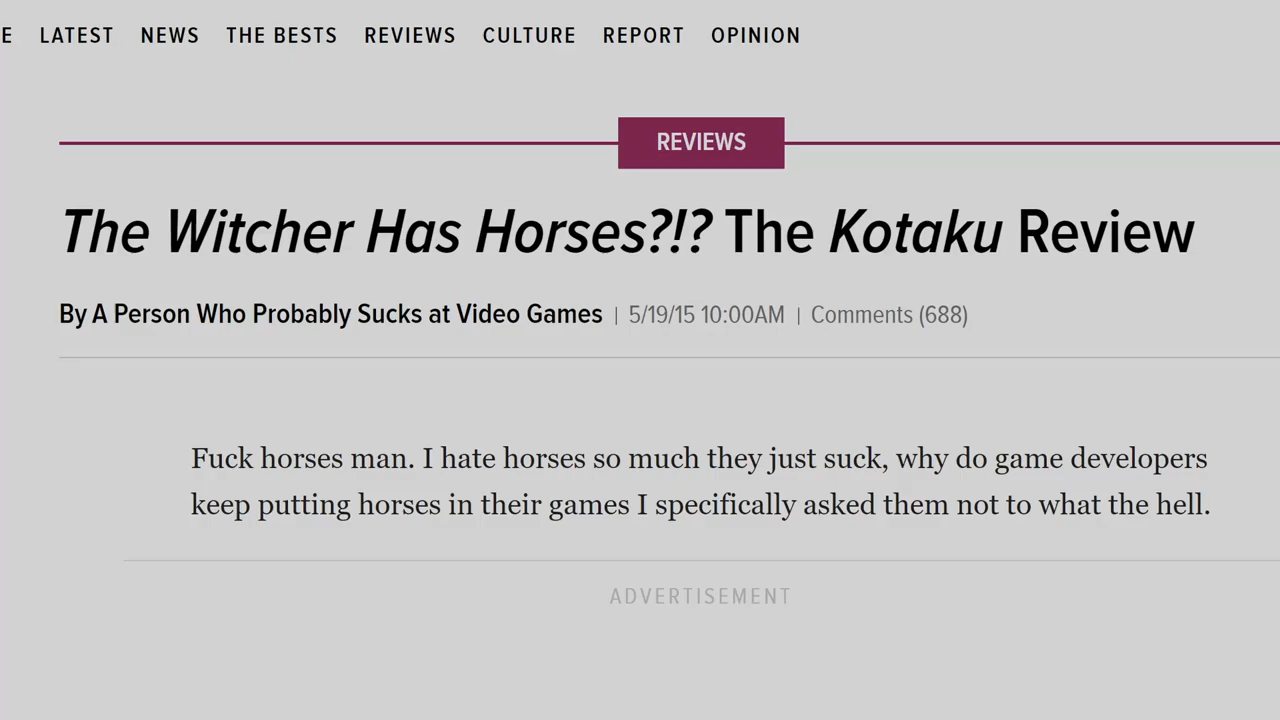 E LATEST NEWS THE BESTS REVIEWS CULTURE REPORT OPINION
REVIEWS
The Witcher Has Horses?!? The Kotaku Review
By A Person Who Probably Sucks at Video Games | 5/19/15 10:00AM | Comments (688)
Fuck horses man. I hate horses so much they just suck, why do game developers
keep putting horses in their games I specifically asked them not to what the hell.
ADVERTISEMENT